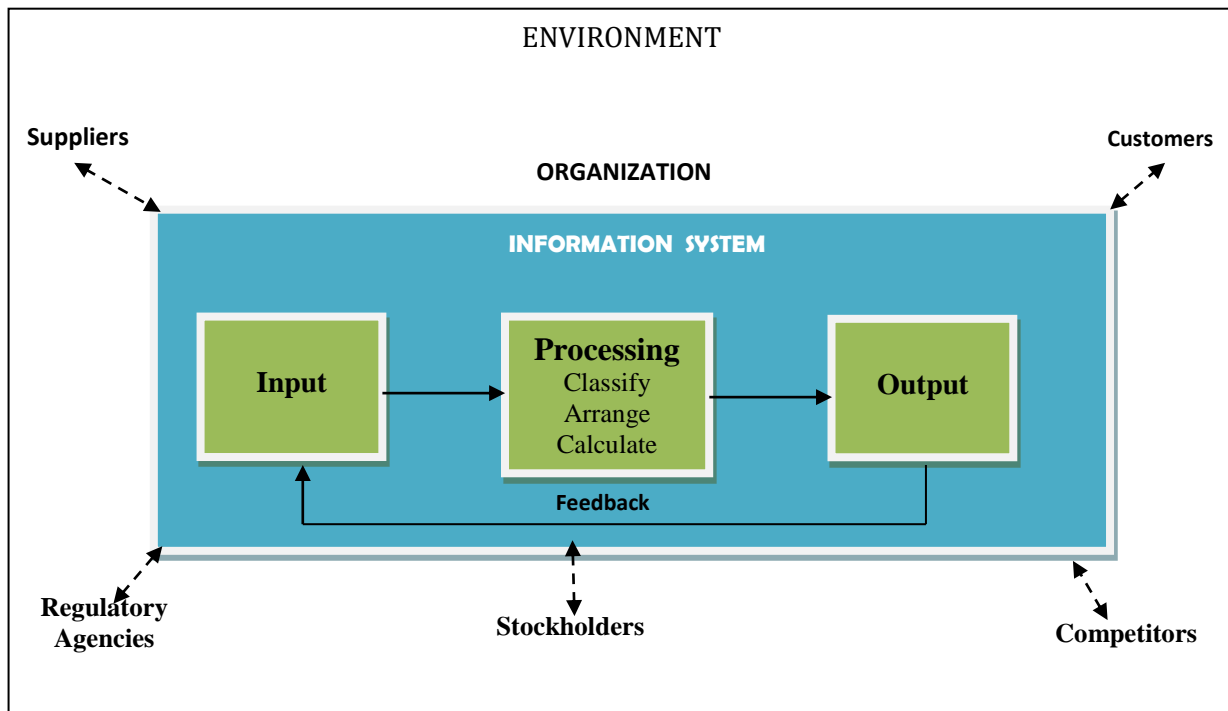 ENVIRONMENT
Suppliers
Customers
ORGANIZATION
INFORMATION SYSTEM
Input
Processing
Classify
Arrange
Calculate
Output
Feedback
Regulatory
Agencies
Stockholders
Competitors